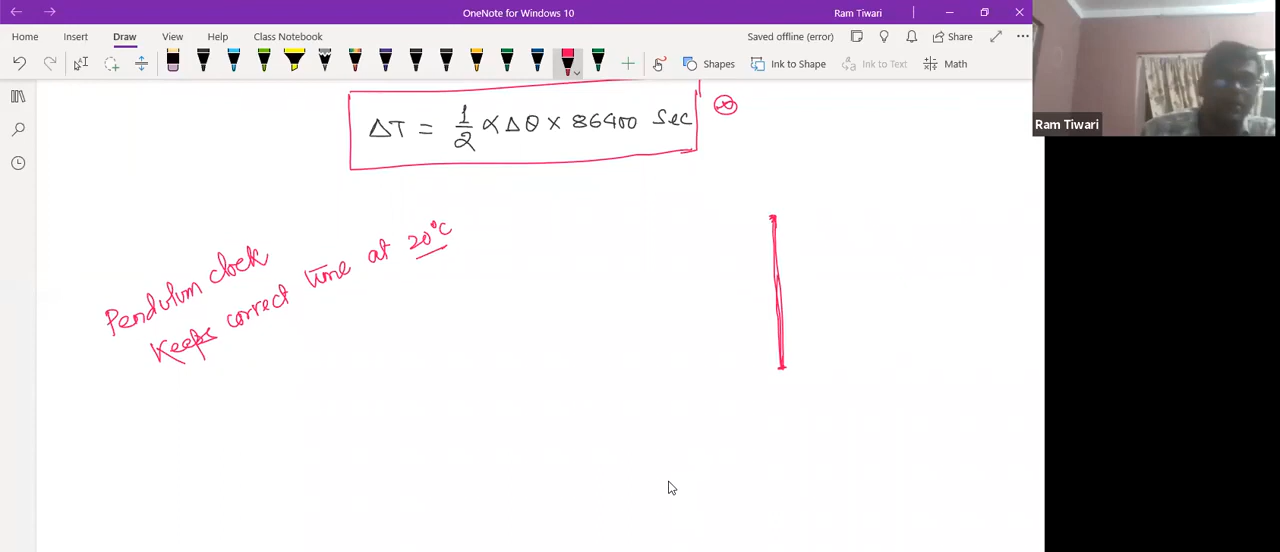 OneNote for Windows 10
Ram Tiwari
Home Insert Draw View Help Class Notebook
Saved offline (error) Share
Shapes Ink to Shape Ink to Text Math
ΔT = 1/2 α Δθ × 86400 Sec
Pendulum clock
Keeps correct time at 20°C
Ram Tiwari